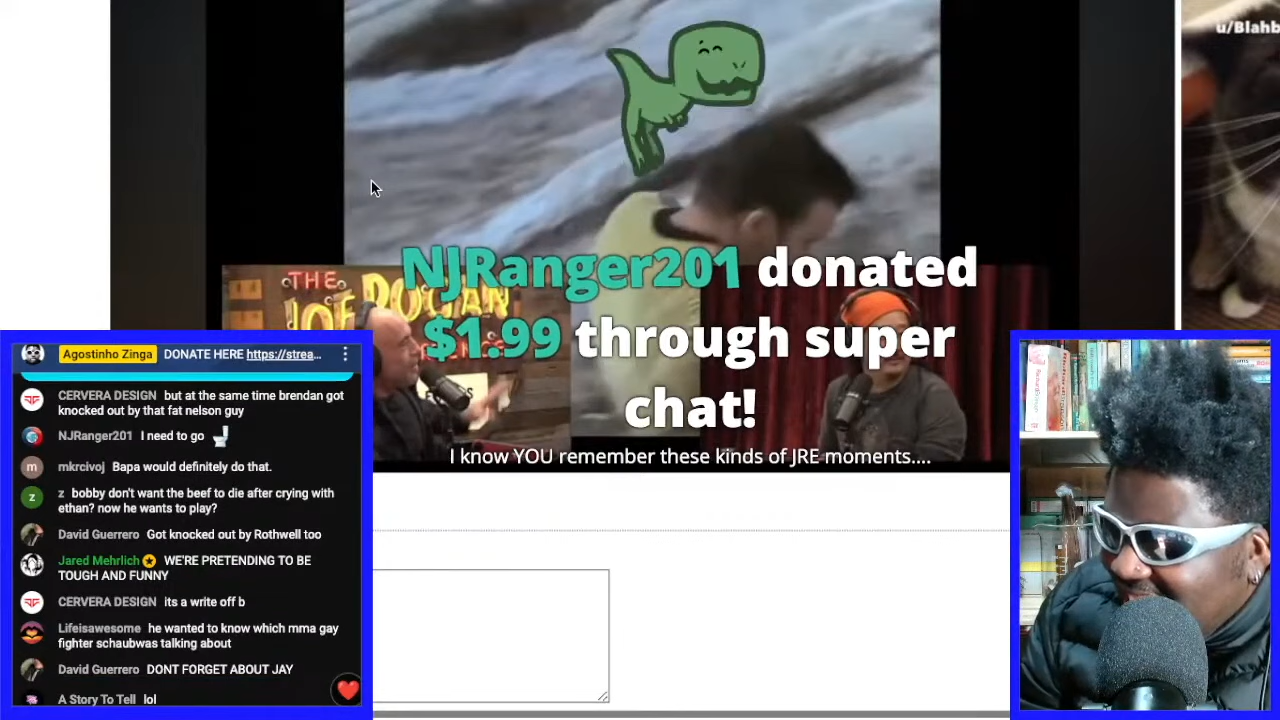 u/Blahb
THE
JOE ROGAN
NJRanger201 donated
$1.99 through super
chat!
I know YOU remember these kinds of JRE moments....
Agostinho Zinga DONATE HERE https://strea...
CERVERA DESIGN but at the same time brendan got
knocked out by that fat nelson guy
NJRanger201 I need to go 🚽
mkrcivoj Bapa would definitely do that.
z bobby don't want the beef to die after crying with
ethan? now he wants to play?
David Guerrero Got knocked out by Rothwell too
Jared Mehrlich WE'RE PRETENDING TO BE
TOUGH AND FUNNY
CERVERA DESIGN its a write off b
Lifeisawesome he wanted to know which mma gay
fighter schaubwas talking about
David Guerrero DONT FORGET ABOUT JAY
A Story To Tell lol